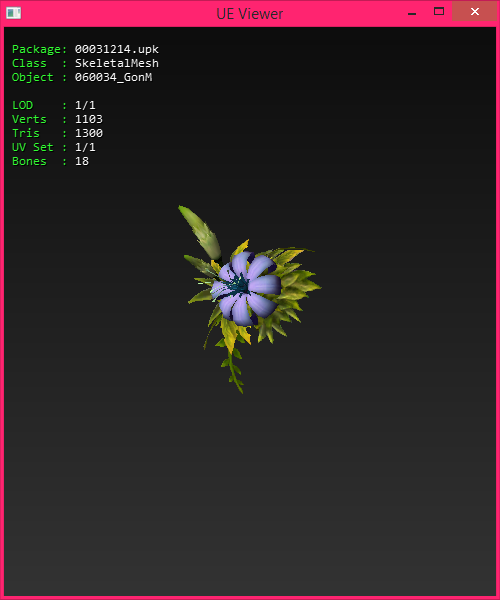 UE Viewer
Package: 00031214.upk
Class  : SkeletalMesh
Object : 060034_GonM
LOD    : 1/1
Verts  : 1103
Tris   : 1300
UV Set : 1/1
Bones  : 18